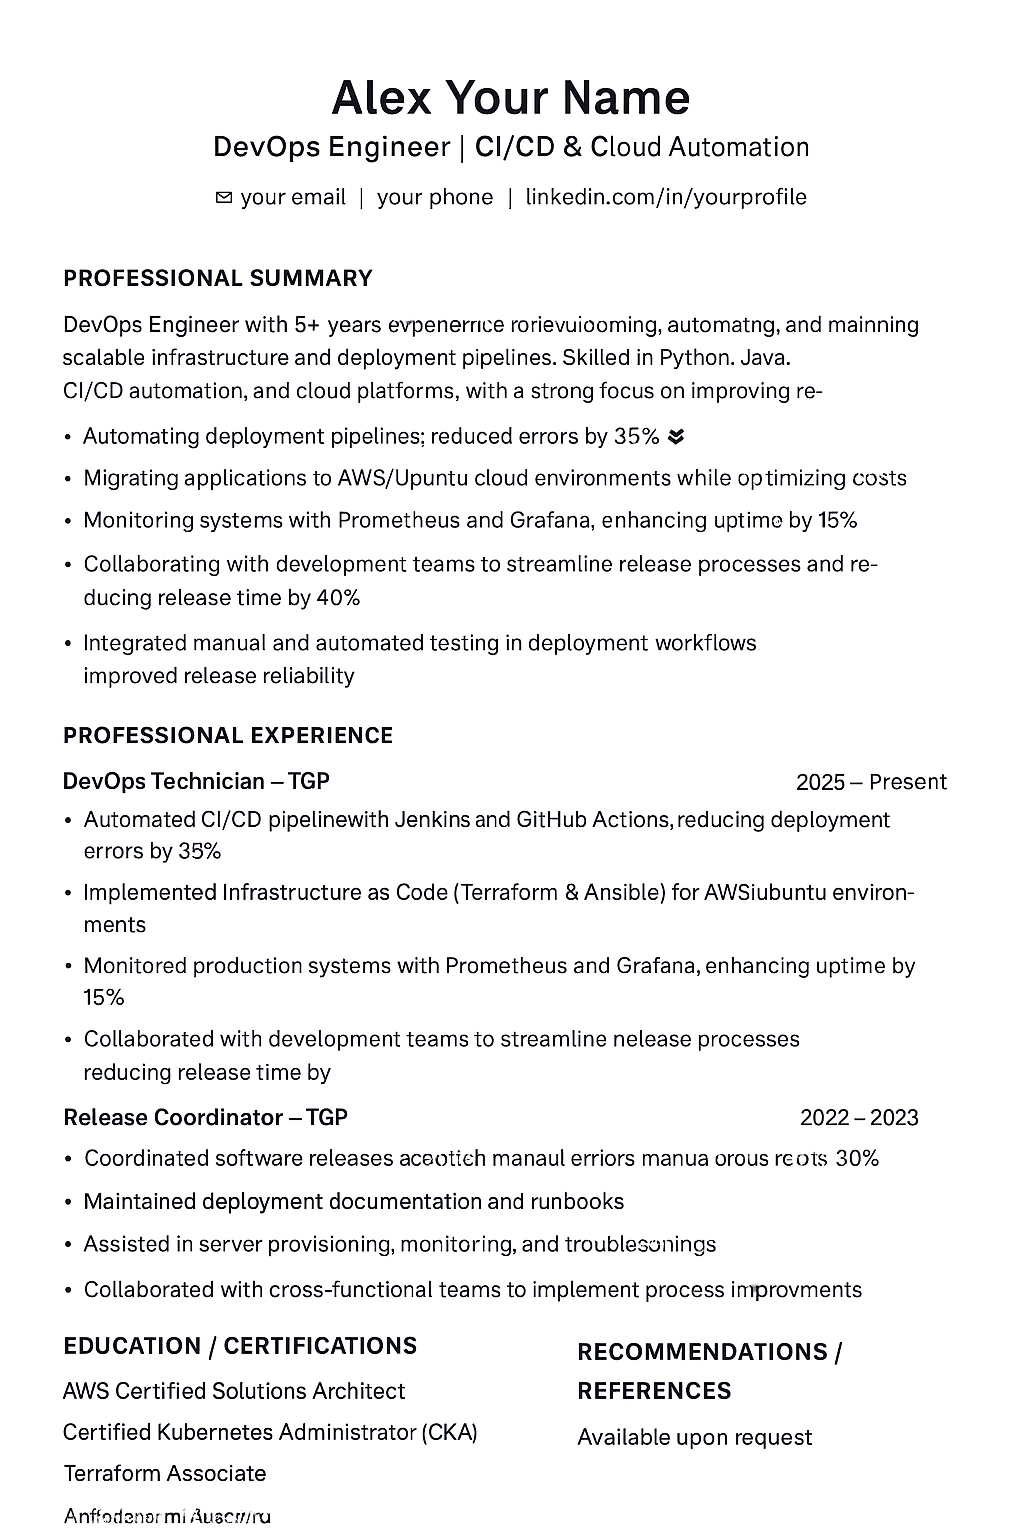 Alex Your Name
DevOps Engineer | CI/CD & Cloud Automation
your email | your phone | linkedin.com/in/yourprofile
PROFESSIONAL SUMMARY
DevOps Engineer with 5+ years automatng, and mainning
scalable infrastructure and deployment pipelines. Skilled in Python. Java.
CI/CD automation, and cloud platforms, with a strong focus on improving re-
• Automating deployment pipelines; reduced errors by 35%
• Migrating applications to AWS/Upuntu cloud environments while optimizing costs
• Monitoring systems with Prometheus and Grafana, enhancing uptime by 15%
• Collaborating with development teams to streamline release processes and re-
ducing release time by 40%
• Integrated manual and automated testing in deployment workflows
improved release reliability
PROFESSIONAL EXPERIENCE
DevOps Technician – TGP 2025 – Present
• Automated CI/CD pipelinewith Jenkins and GitHub Actions, reducing deployment
errors by 35%
• Implemented Infrastructure as Code (Terraform & Ansible) for AWSiubuntu environ-
ments
• Monitored production systems with Prometheus and Grafana, enhancing uptime by
15%
• Collaborated with development teams to streamline nelease processes
reducing release time by
Release Coordinator – TGP 2022 – 2023
• Coordinated software releases manaul erriors manua orous 30%
• Maintained deployment documentation and runbooks
• Assisted in server provisioning, monitoring, and
• Collaborated with cross-functional teams to implement process improvments
EDUCATION / CERTIFICATIONS
AWS Certified Solutions Architect
Certified Kubernetes Administrator (CKA)
Terraform Associate
RECOMMENDATIONS /
REFERENCES
Available upon request